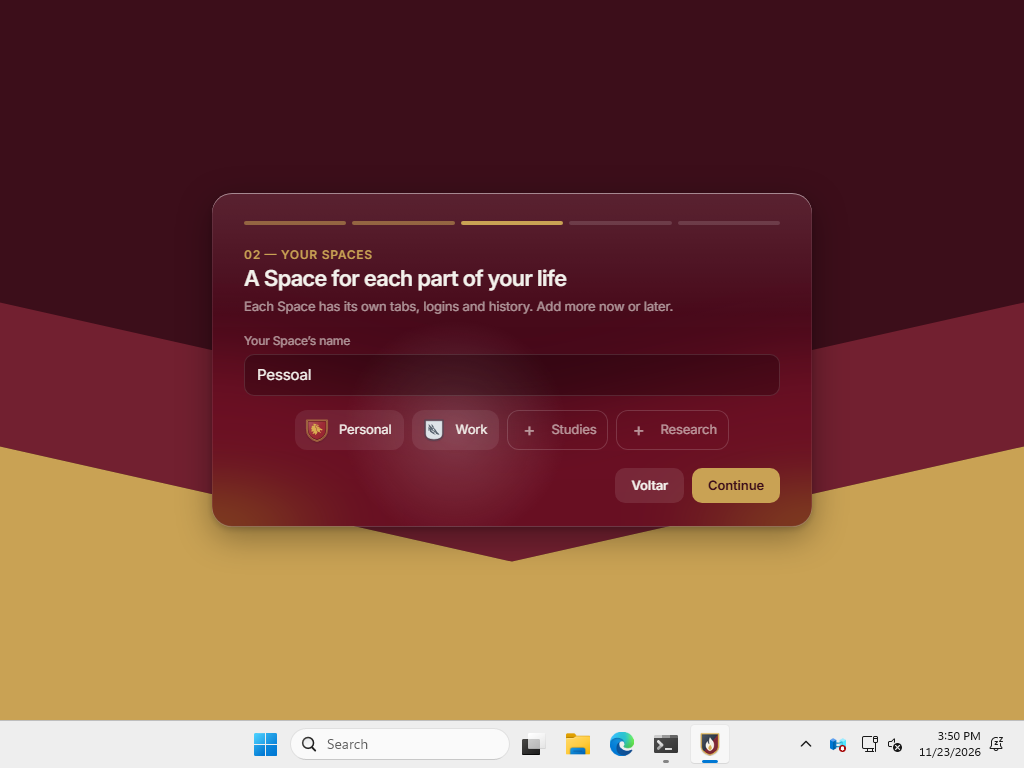 02 — YOUR SPACES
A Space for each part of your life
Each Space has its own tabs, logins and history. Add more now or later.
Your Space's name
Pessoal
Personal
Work
+ Studies
+ Research
Voltar
Continue
Search
3:50 PM
11/23/2026